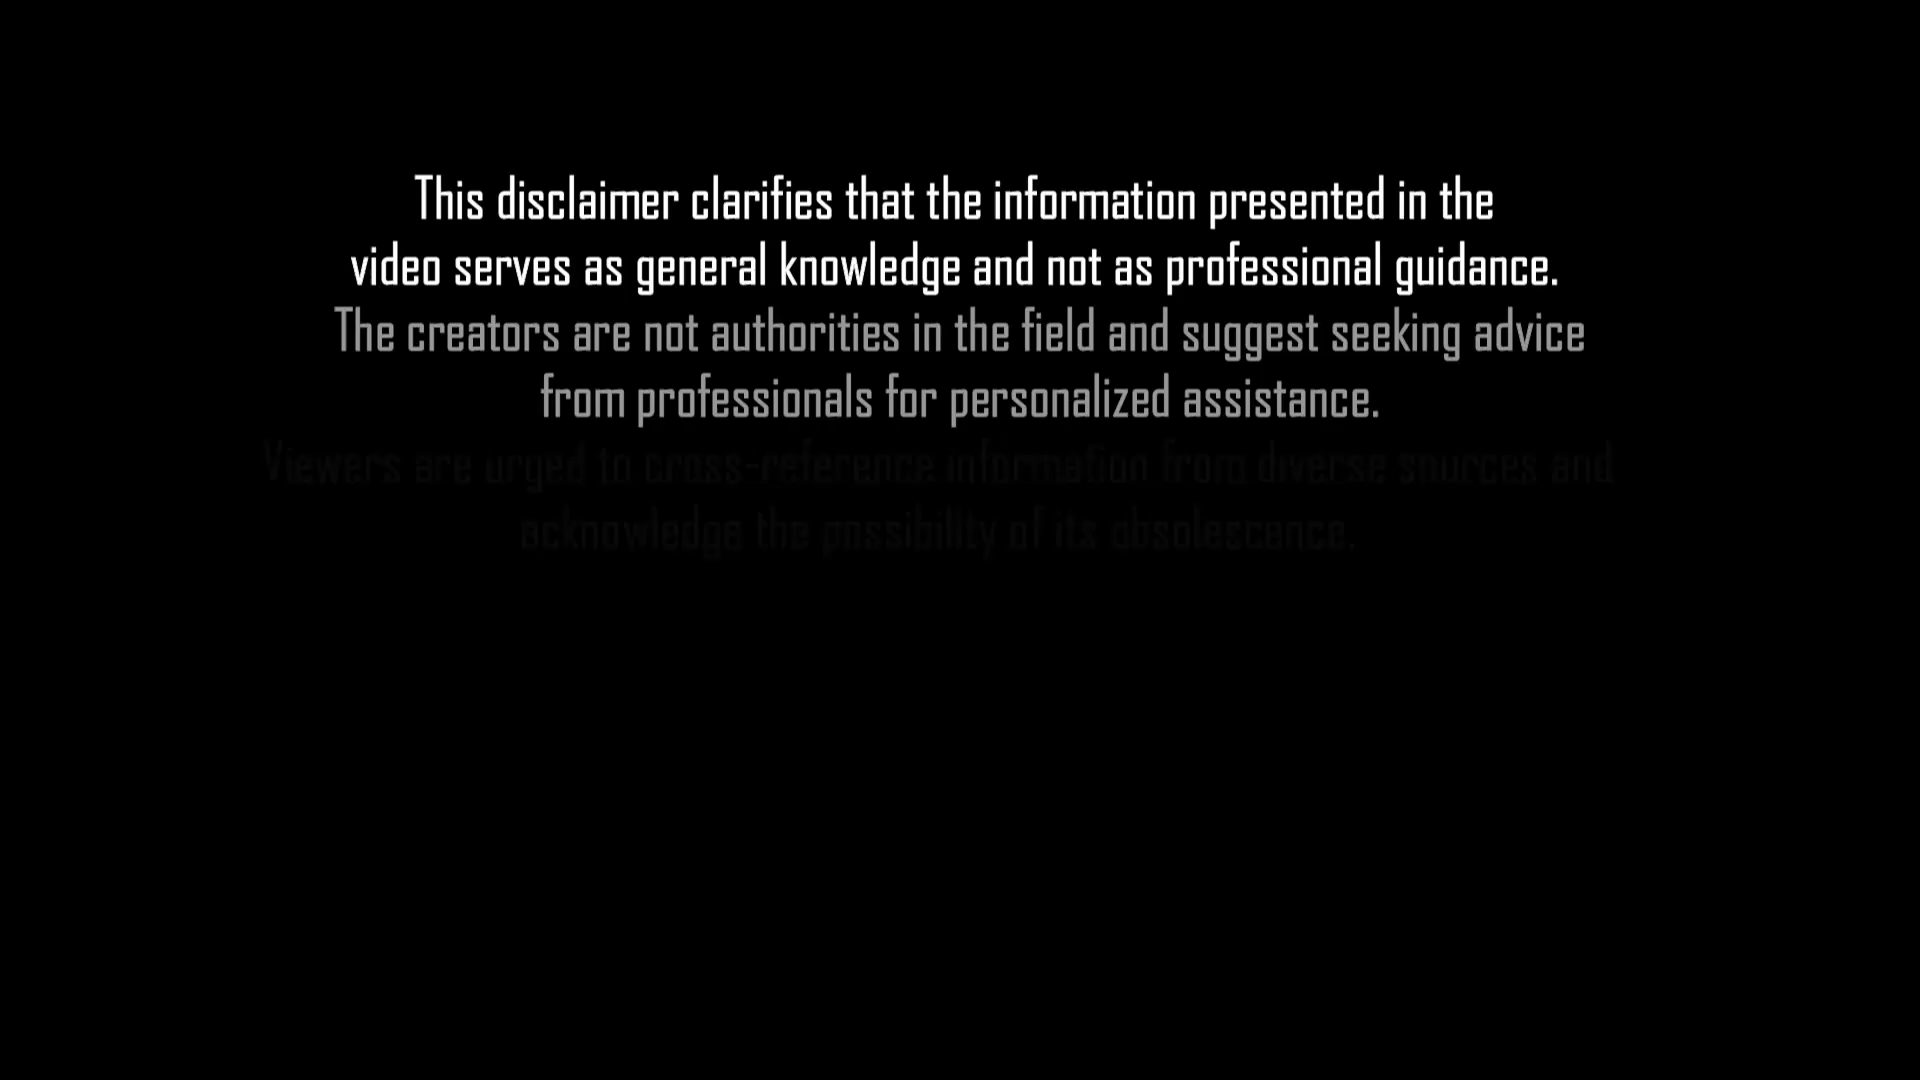 This disclaimer clarifies that the information presented in the
video serves as general knowledge and not as professional guidance.
The creators are not authorities in the field and suggest seeking advice
from professionals for personalized assistance.
Viewers are urged to cross-reference information from diverse sources and
acknowledge the possibility of its obsolescence.